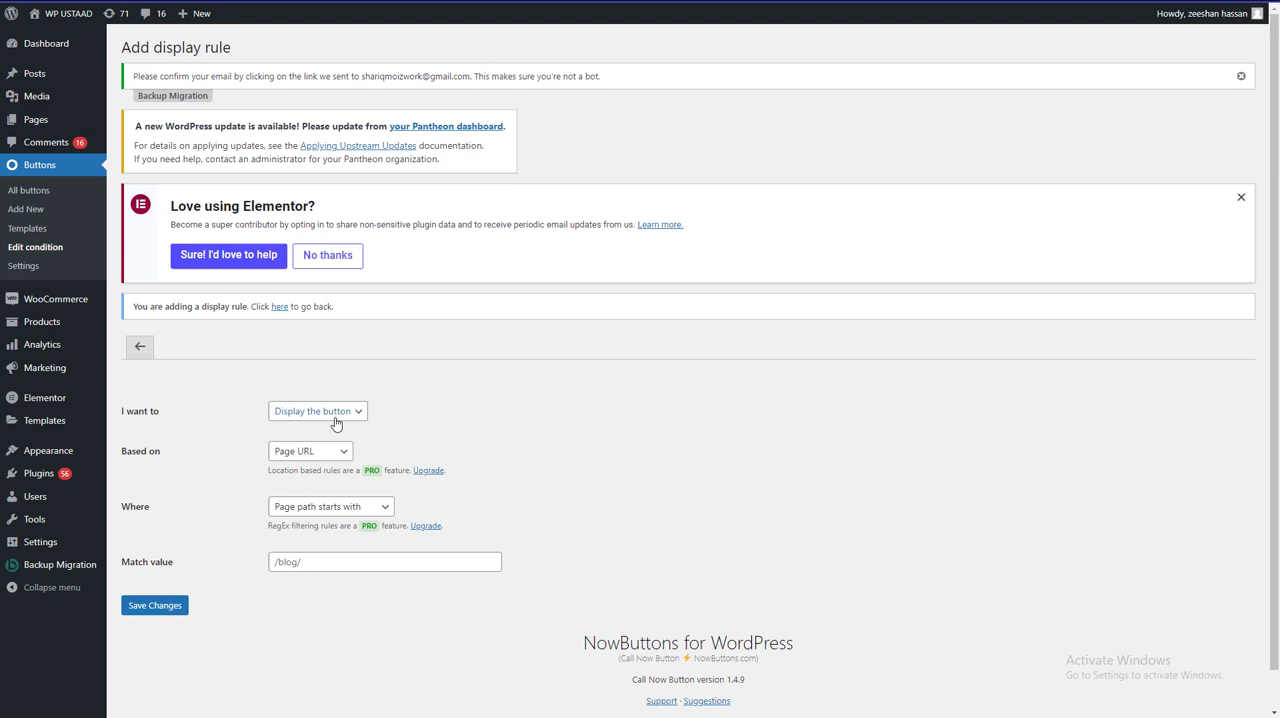 WP USTAAD 71 16 New Howdy, zeeshan hassan
Dashboard
Posts
Media
Pages
Comments 16
Buttons
All buttons
Add New
Templates
Edit condition
Settings
WooCommerce
Products
Analytics
Marketing
Elementor
Templates
Appearance
Plugins 56
Users
Tools
Settings
Backup Migration
Collapse menu
Add display rule
Please confirm your email by clicking on the link we sent to shariqmoizwork@gmail.com. This makes sure you're not a bot.
Backup Migration
A new WordPress update is available! Please update from your Pantheon dashboard.
For details on applying updates, see the Applying Upstream Updates documentation.
If you need help, contact an administrator for your Pantheon organization.
Love using Elementor?
Become a super contributor by opting in to share non-sensitive plugin data and to receive periodic email updates from us. Learn more.
Sure! I'd love to help No thanks
You are adding a display rule. Click here to go back.
I want to Display the button
Based on Page URL
Location based rules are a PRO feature. Upgrade.
Where Page path starts with
RegEx filtering rules are a PRO feature. Upgrade.
Match value /blog/
Save Changes
NowButtons for WordPress
(Call Now Button ⚡ NowButtons.com)
Call Now Button version 1.4.9
Support · Suggestions
Activate Windows
Go to Settings to activate Windows.